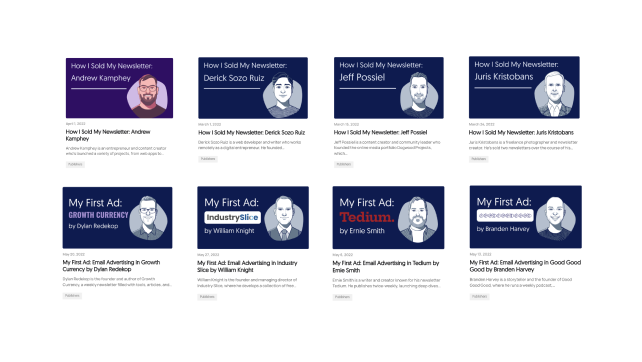 How I Sold My Newsletter:
Andrew Kamphey
April 1, 2022
How I Sold My Newsletter: Andrew
Kamphey
Andrew Kamphey is an entrepreneur and content creator
who's launched a variety of projects, from web apps to...
Publishers
How I Sold My Newsletter:
Derick Sozo Ruiz
March 11, 2022
How I Sold My Newsletter: Derick Sozo Ruiz
Derick Sozo Ruiz is a web developer and writer who works
remotely as a digital entrepreneur. He founded...
Publishers
How I Sold My Newsletter:
Jeff Possiel
March 15, 2022
How I Sold My Newsletter: Jeff Possiel
Jeff Possiel is a content creator and community leader who
founded the online media portfolio Beyond Projects,
which...
Publishers
How I Sold My Newsletter:
Juris Kristobans
2022
How I Sold My Newsletter: Juris Kristobans
Juris Kristobans is a freelance photographer and newsletter
creator. He's sold two newsletters over the course of his...
Publishers
My First Ad:
GROWTH CURRENCY
by Dylan Redekop
2022
My First Ad: Email Advertising in Growth
Currency by Dylan Redekop
Dylan Redekop is the founder and author of Growth
Currency, a weekly newsletter filled with tools, articles, and...
Publishers
My First Ad:
IndustrySlice
by William Knight
May 27, 2022
My First Ad: Email Advertising in Industry
Slice by William Knight
William Knight is the founder and managing director of
Industry Slice, where he develops a collection of free...
Publishers
My First Ad:
Tedium.
by Ernie Smith
2022
My First Ad: Email Advertising in Tedium by
Ernie Smith
Ernie Smith is a writer and creator known for his newsletter
Tedium. He publishes twice-weekly, launching deep dives...
Publishers
My First Ad:
by Branden Harvey
May 13, 2022
My First Ad: Email Advertising in Good Good
Good by Branden Harvey
Branden Harvey is a storyteller and the founder of Good
Good Good, where he runs a weekly podcast...
Publishers